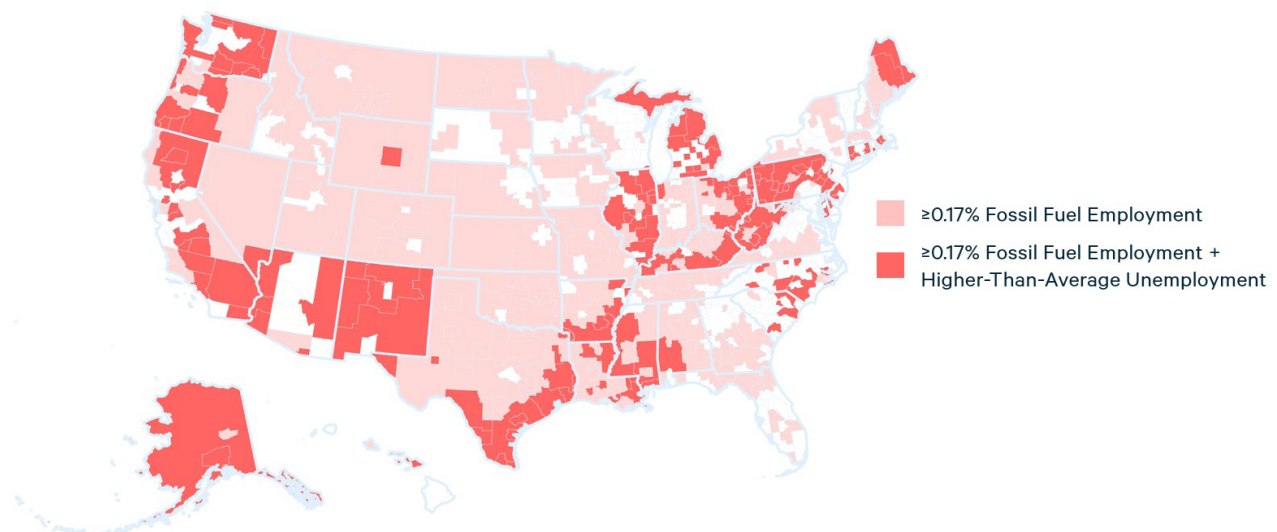 ≥0.17% Fossil Fuel Employment
≥0.17% Fossil Fuel Employment +
Higher-Than-Average Unemployment